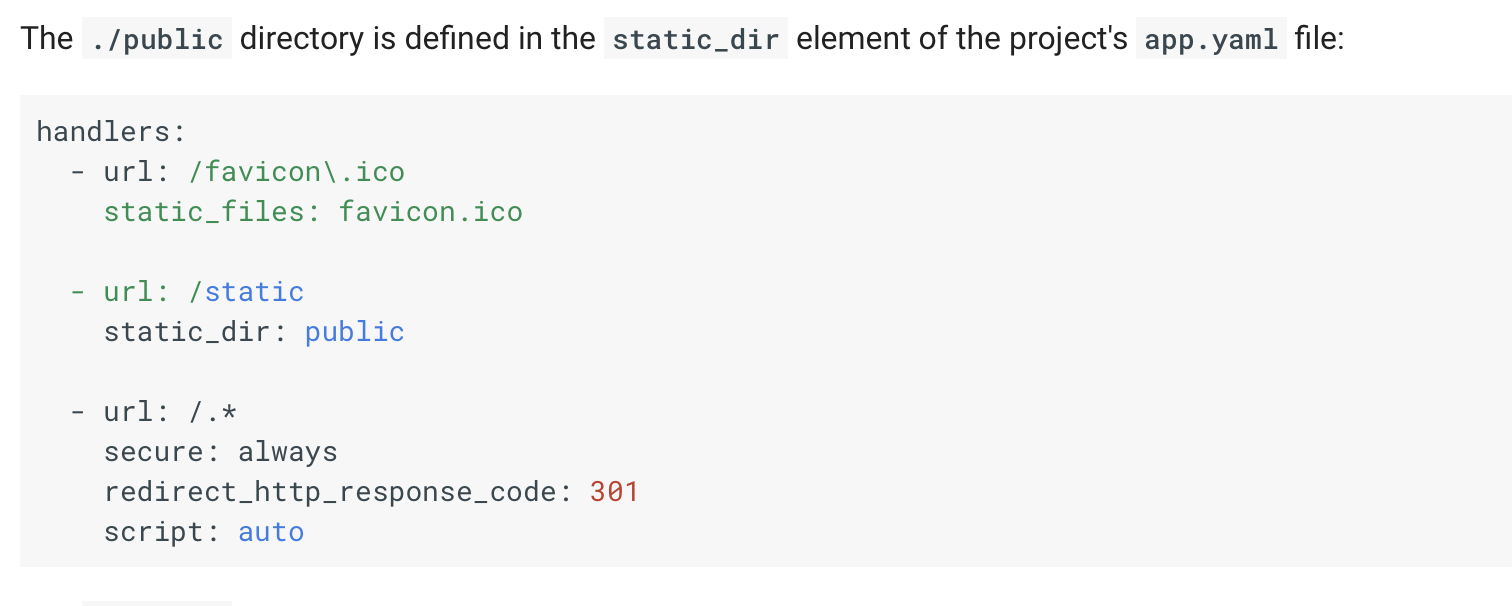 The ./public directory is defined in the static_dir element of the project's app.yaml file:
handlers:
  - url: /favicon\.ico
    static_files: favicon.ico

  - url: /static
    static_dir: public

  - url: /.*
    secure: always
    redirect_http_response_code: 301
    script: auto